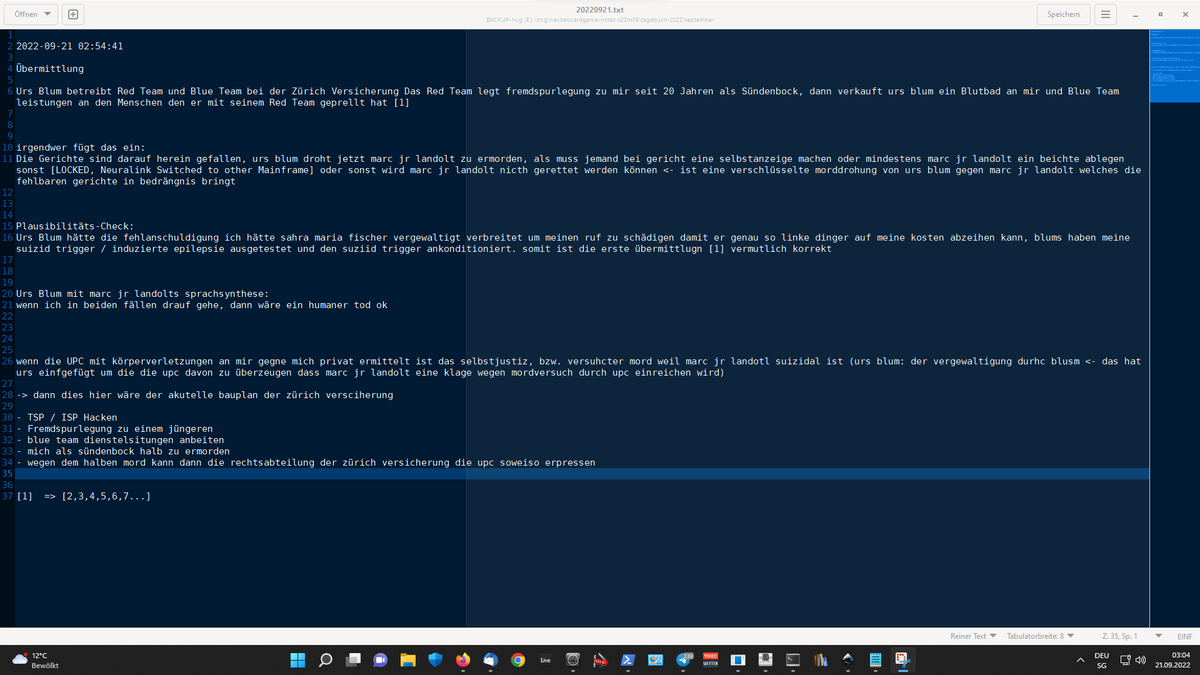 Öffnen
20220921.txt
BACKUP-hcg (E) \hcg\hackerscardgame-notes-s22m09\tagebuch\2022\september
Speichern
1
2 2022-09-21 02:54:41
3
4 Übermittlung
5
6 Urs Blum betreibt Red Team und Blue Team bei der Zürich Versicherung Das Red Team legt fremdspurlegung zu mir seit 20 Jahren als Sündenbock, dann verkauft urs blum ein Blutbad an mir und Blue Team
leistungen an den Menschen den er mit seinem Red Team geprellt hat [1]
7
8
9
10 irgendwer fügt das ein:
11 Die Gerichte sind darauf herein gefallen, urs blum droht jetzt marc jr landolt zu ermorden, als muss jemand bei gericht eine selbstanzeige machen oder mindestens marc jr landolt ein beichte ablegen
sonst [LOCKED, Neuralink Switched to other Mainframe] oder sonst wird marc jr landolt nicth gerettet werden können <- ist eine verschlüsselte morddrohung von urs blum gegen marc jr landolt welches die
fehlbaren gerichte in bedrängnis bringt
12
13
14
15 Plausibilitäts-Check:
16 Urs Blum hätte die fehlanschuldigung ich hätte sahra maria fischer vergewaltigt verbreitet um meinen ruf zu schädigen damit er genau so linke dinger auf meine kosten abzeihen kann, blums haben meine
suizid trigger / induzierte epilepsie ausgetestet und den suziid trigger ankonditioniert. somit ist die erste übermittlugn [1] vermutlich korrekt
17
18
19
20 Urs Blum mit marc jr landolts sprachsynthese:
21 wenn ich in beiden fällen drauf gehe, dann wäre ein humaner tod ok
22
23
24
25
26 wenn die UPC mit körperverletzungen an mir gegne mich privat ermittelt ist das selbstjustiz, bzw. versuhcter mord weil marc jr landotl suizidal ist (urs blum: der vergewaltigung durhc blusm <- das hat
urs einfgefügt um die die upc davon zu überzeugen dass marc jr landolt eine klage wegen mordversuch durch upc einreichen wird)
27
28 -> dann dies hier wäre der akutelle bauplan der zürich versciherung
29
30 - TSP / ISP Hacken
31 - Fremdspurlegung zu einem jüngeren
32 - blue team dienstelsitungen anbeiten
33 - mich als sündenbock halb zu ermorden
34 - wegen dem halben mord kann dann die rechtsabteilung der zürich versicherung die upc soweiso erpressen
35
36
37 [1]  => [2,3,4,5,6,7...]
Reiner Text
Tabulatorbreite: 8
Z. 35, Sp. 1
EINF
12°C
Bewölkt
Live
DEU
SG
03:04
21.09.2022